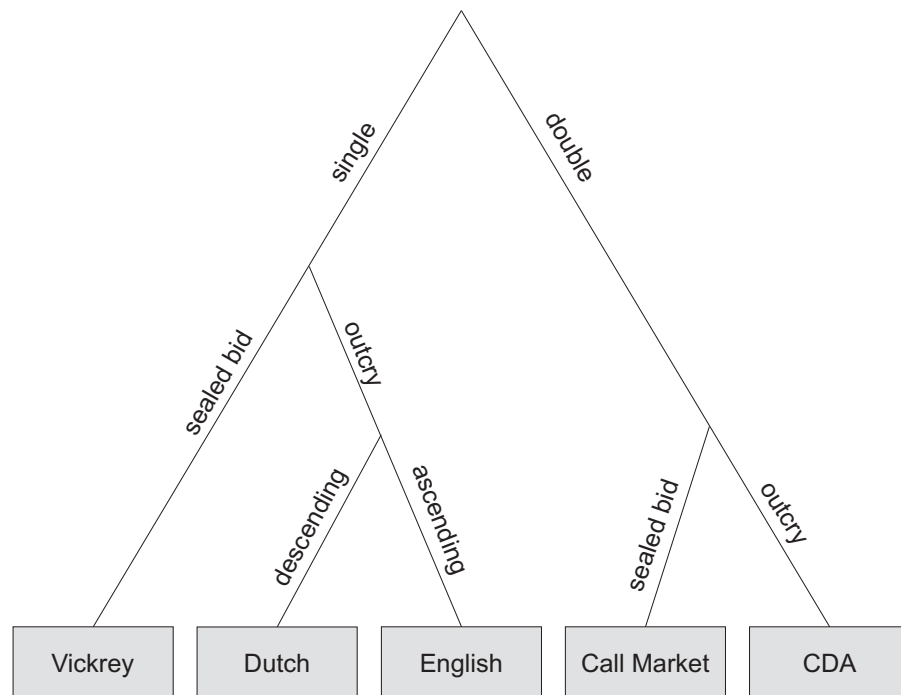 single
double
sealed bid
outcry
descending
ascending
sealed bid
outcry
Vickrey
Dutch
English
Call Market
CDA